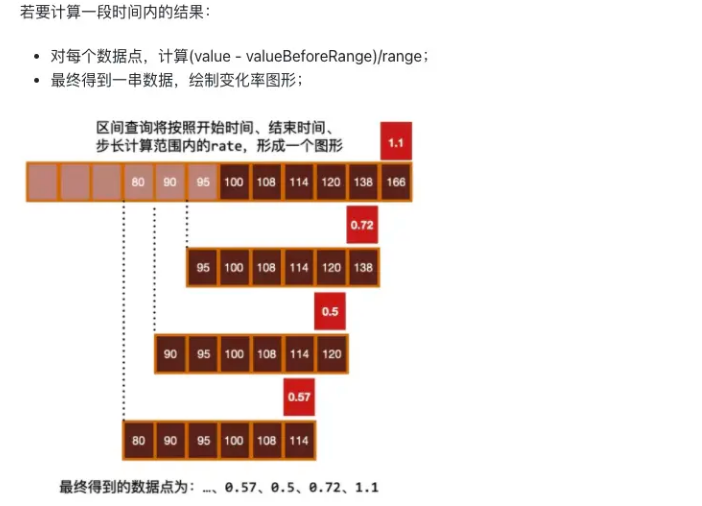 若要计算一段时间内的结果：
• 对每个数据点，计算(value - valueBeforeRange)/range；
• 最终得到一串数据，绘制变化率图形；
区间查询将按照开始时间、结束时间、
步长计算范围内的rate，形成一个图形
1.1
80 90 95 100 108 114 120 138 166
0.72
95 100 108 114 120 138
0.5
90 95 100 108 114 120
0.57
80 90 95 100 108 114
最终得到的数据点为：…、0.57、0.5、0.72、1.1